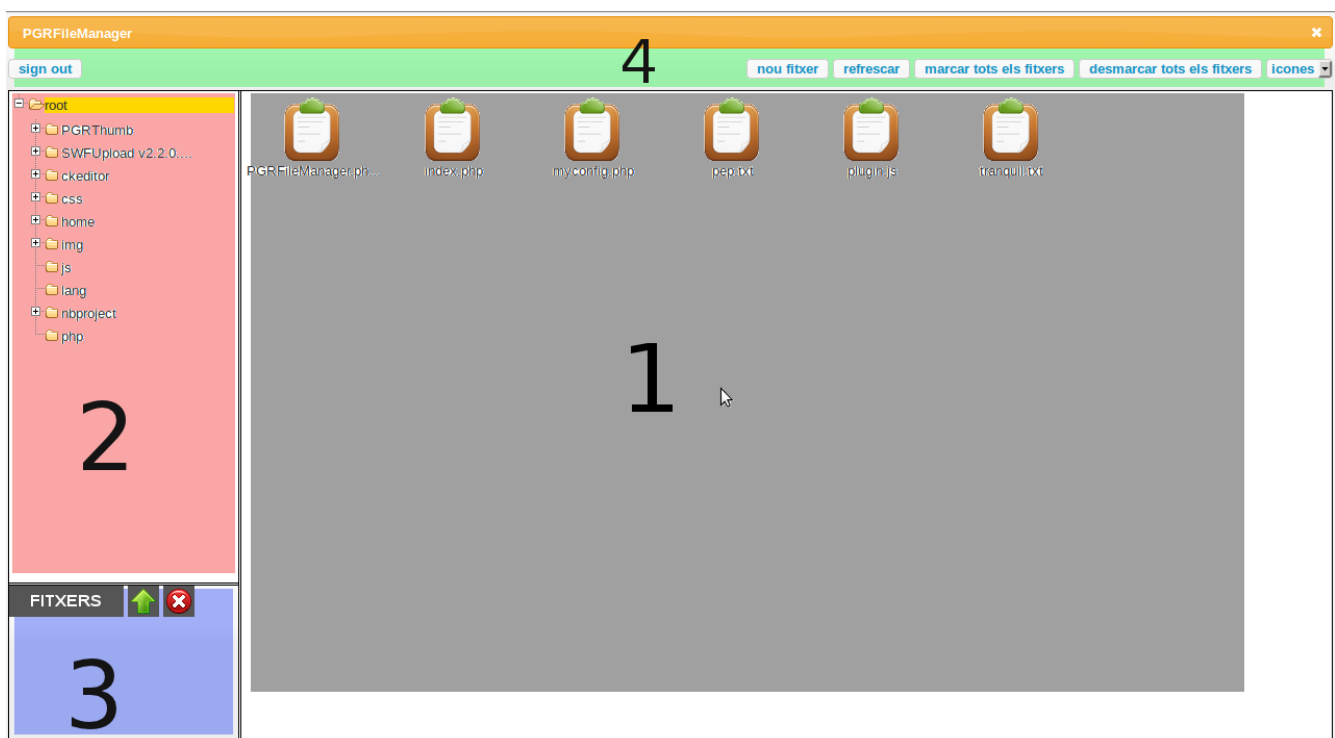 PGRFileManager
4
sign out
nou fitxer
refrescar
marcar tots els fitxers
desmarcar tots els fitxers
icones
root
PGRThumb
SWFUpload v2.2.0....
ckeditor
css
home
img
js
lang
nbproject
php
2
PGRFileManager.ph...
index.php
myconfig.php
pep.txt
plugin.js
tranquil.txt
1
FITXERS
3